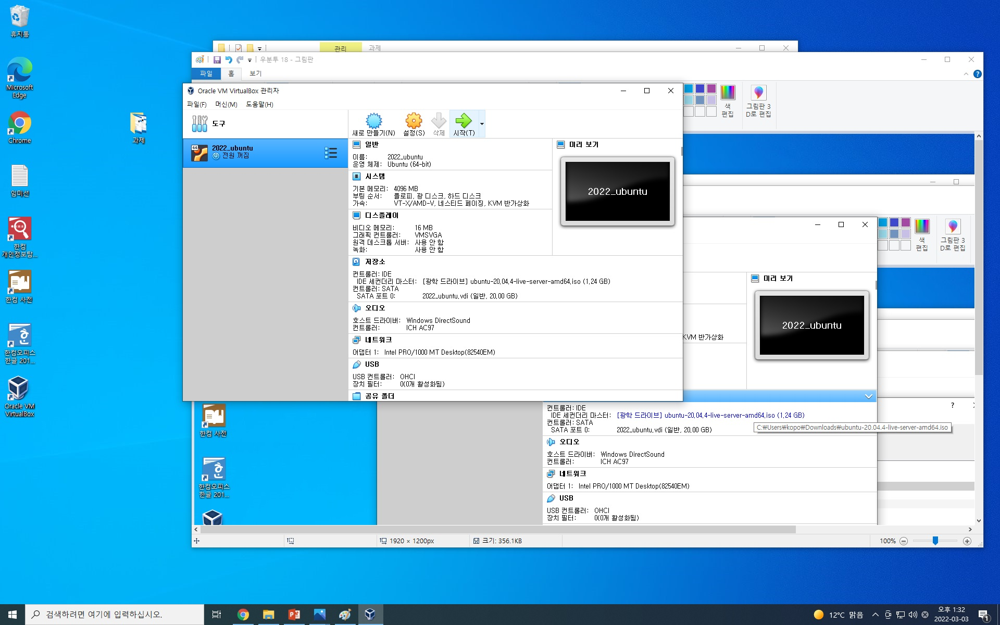 휴지통
Microsoft
Edge
Chrome
과제
임미선
한컴
개인정보탐...
한컴 사전
한컴오피스
한글 201...
Oracle VM
VirtualBox
관리
과제
우분투 18 - 그림판
파일
홈
보기
색
편집
그림판 3
D로 편집
Oracle VM VirtualBox 관리자
파일(F)
머신(M)
도움말(H)
도구
새로 만들기(N)
설정(S)
삭제
시작(T)
64
2022_ubuntu
전원 꺼짐
일반
이름: 2022_ubuntu
운영 체제: Ubuntu (64-bit)
시스템
기본 메모리: 4096 MB
부팅 순서: 플로피, 광 디스크, 하드 디스크
가속: VT-X/AMD-V, 네스티드 페이징, KVM 반가상화
디스플레이
비디오 메모리: 16 MB
그래픽 컨트롤러: VMSVGA
원격 데스크톱 서버: 사용 안 함
녹화: 사용 안 함
저장소
컨트롤러: IDE
IDE 세컨더리 마스터: [광학 드라이브] ubuntu-20.04.4-live-server-amd64.iso (1.24 GB)
컨트롤러: SATA
SATA 포트 0: 2022_ubuntu.vdi (일반, 20.00 GB)
오디오
호스트 드라이버: Windows DirectSound
컨트롤러: ICH AC97
네트워크
어댑터 1: Intel PRO/1000 MT Desktop(82540EM)
USB
USB 컨트롤러: OHCI
장치 필터: 0(0개 활성화됨)
공유 폴더
미리 보기
2022_ubuntu
색
편집
그림판 3
D로 편집
미리 보기
2022_ubuntu
KVM 반가상화
컨트롤러: IDE
IDE 세컨더리 마스터: [광학 드라이브] ubuntu-20.04.4-live-server-amd64.iso (1.24 GB)
컨트롤러: SATA
SATA 포트 0: 2022_ubuntu.vdi (일반, 20.00 GB)
C:₩Users₩kopo₩Downloads₩ubuntu-20.04.4-live-server-amd64.iso
오디오
호스트 드라이버: Windows DirectSound
컨트롤러: ICH AC97
네트워크
어댑터 1: Intel PRO/1000 MT Desktop(82540EM)
USB
USB 컨트롤러: OHCI
장치 필터: 0(0개 활성화됨)
한컴 사전
한컴오피스
한글 201...
1920 × 1200px
크기: 356.1KB
100%
검색하려면 여기에 입력하십시오.
12°C 맑음
오후 1:32
2022-03-03
1